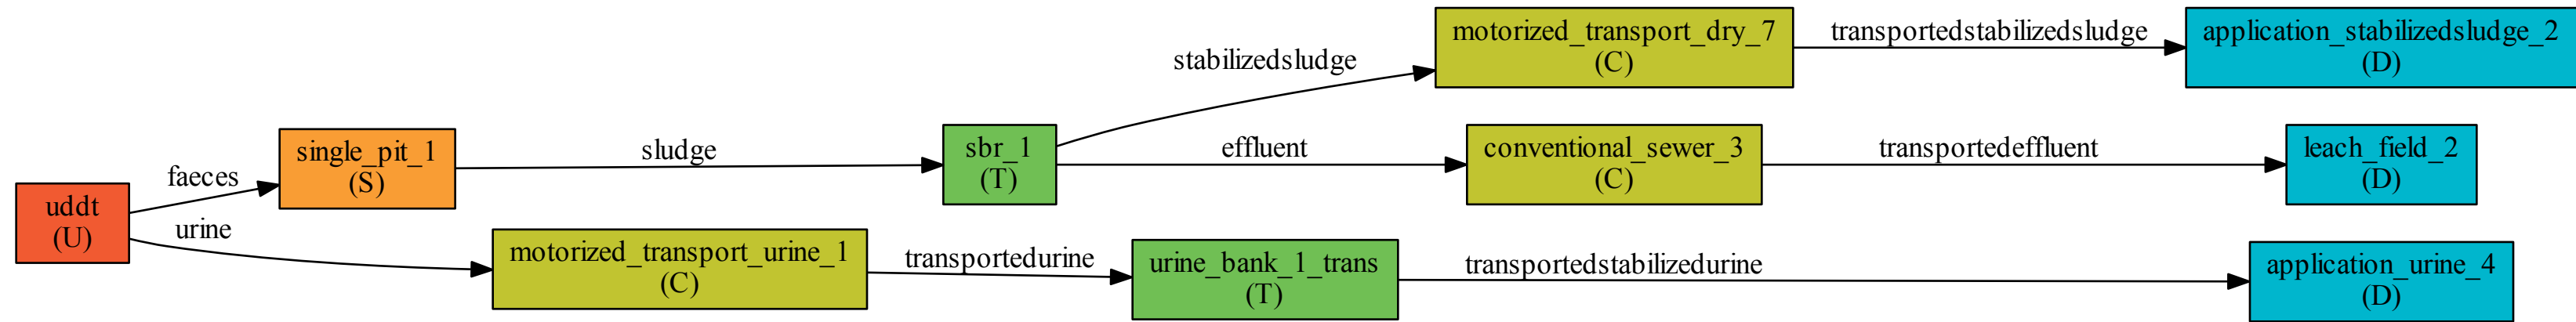 uddt
(U)
faeces
urine
single_pit_1
(S)
sludge
motorized_transport_urine_1
(C)
transportedurine
sbr_1
(T)
stabilizedsludge
effluent
urine_bank_1_trans
(T)
transportedstabilizedurine
motorized_transport_dry_7
(C)
transportedstabilizedsludge
conventional_sewer_3
(C)
transportedeffluent
application_stabilizedsludge_2
(D)
leach_field_2
(D)
application_urine_4
(D)